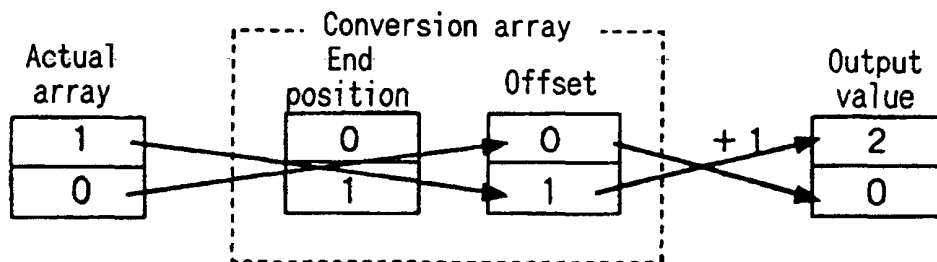 Conversion array
Actual array
End position
Offset
Output value
1
0
0
1
0
1
+1
2
0